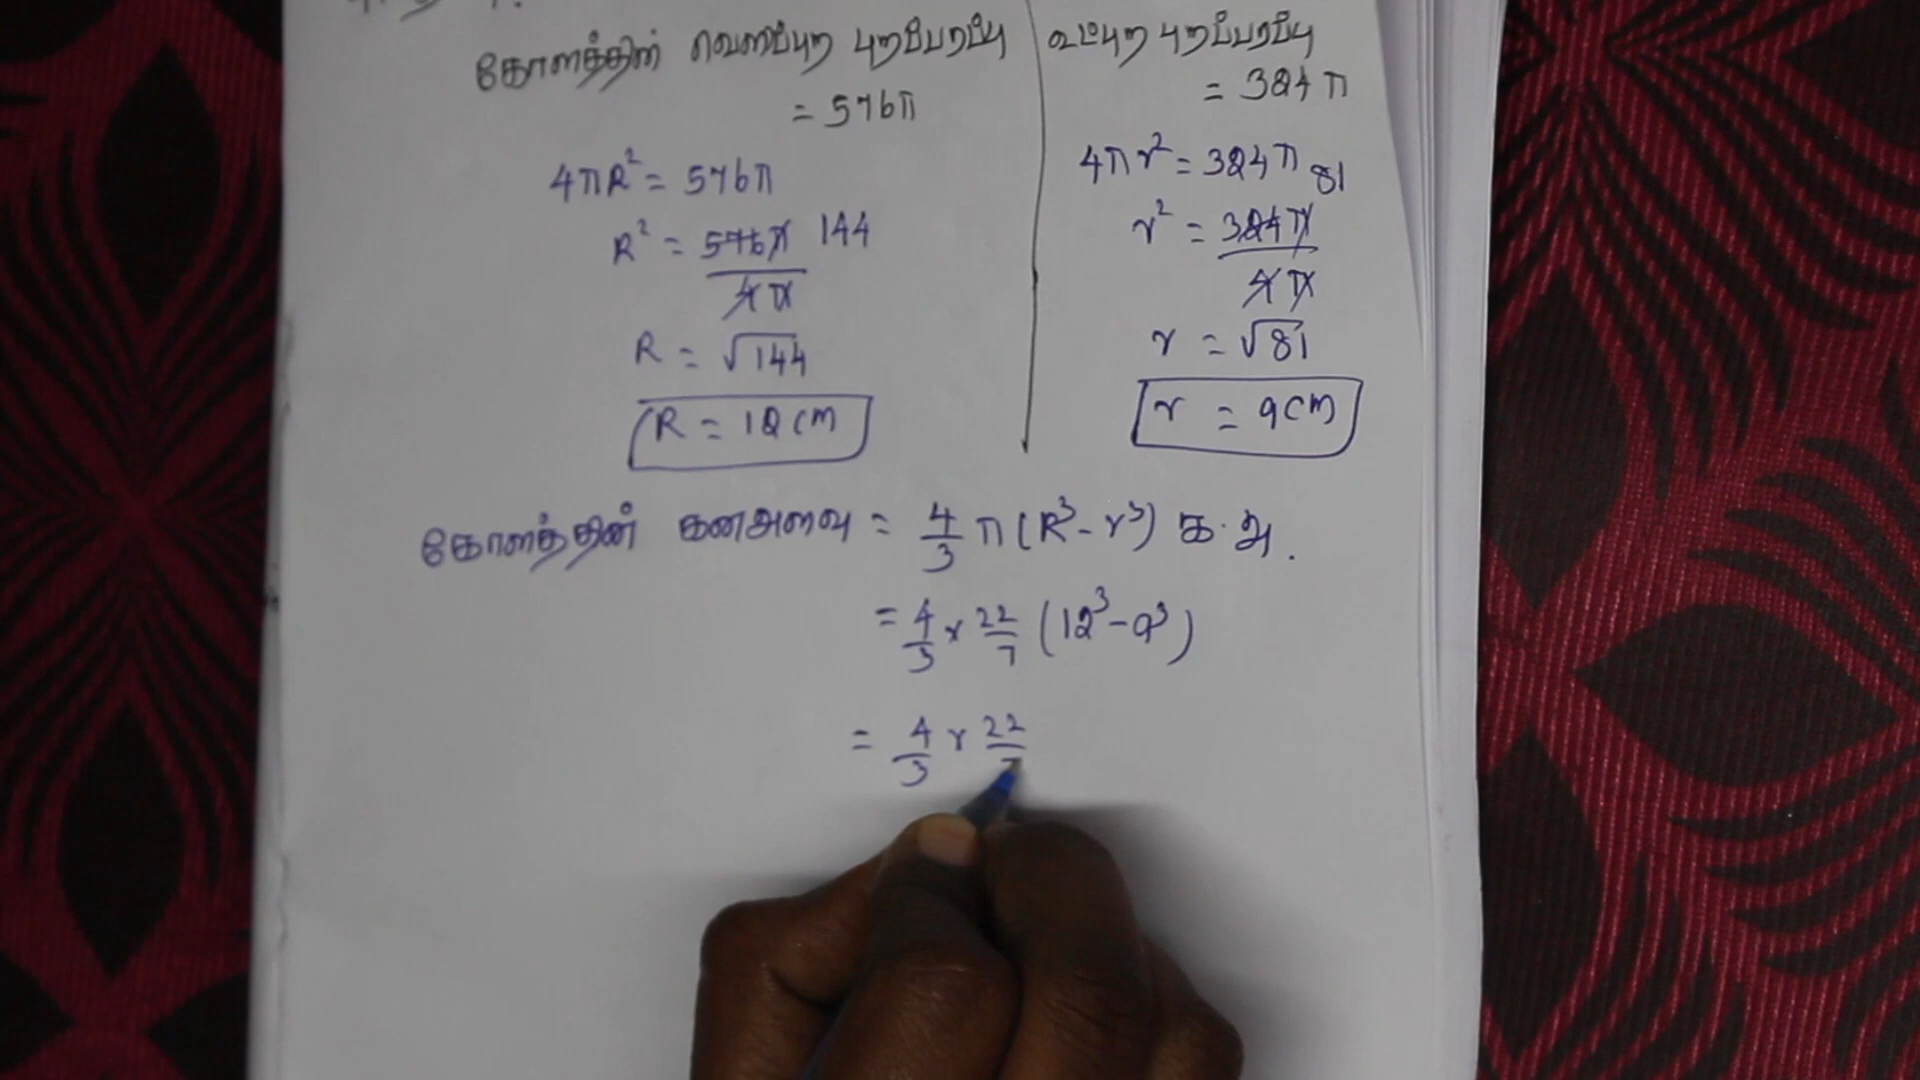 கோளத்தின் வெளிப்புற புறப்பரப்பு
= 576π
4πR² = 576π
R² = 576π/4π 144
R = √144
R = 12 cm
உட்புற புறப்பரப்பு
= 324π
4πr² = 324π
r² = 324π/4π 81
r = √81
r = 9 cm
கோளத்தின் கனஅளவு = 4/3 π (R³ - r³) க.அ.
= 4/3 × 22/7 (12³ - 9³)
= 4/3 × 22/7